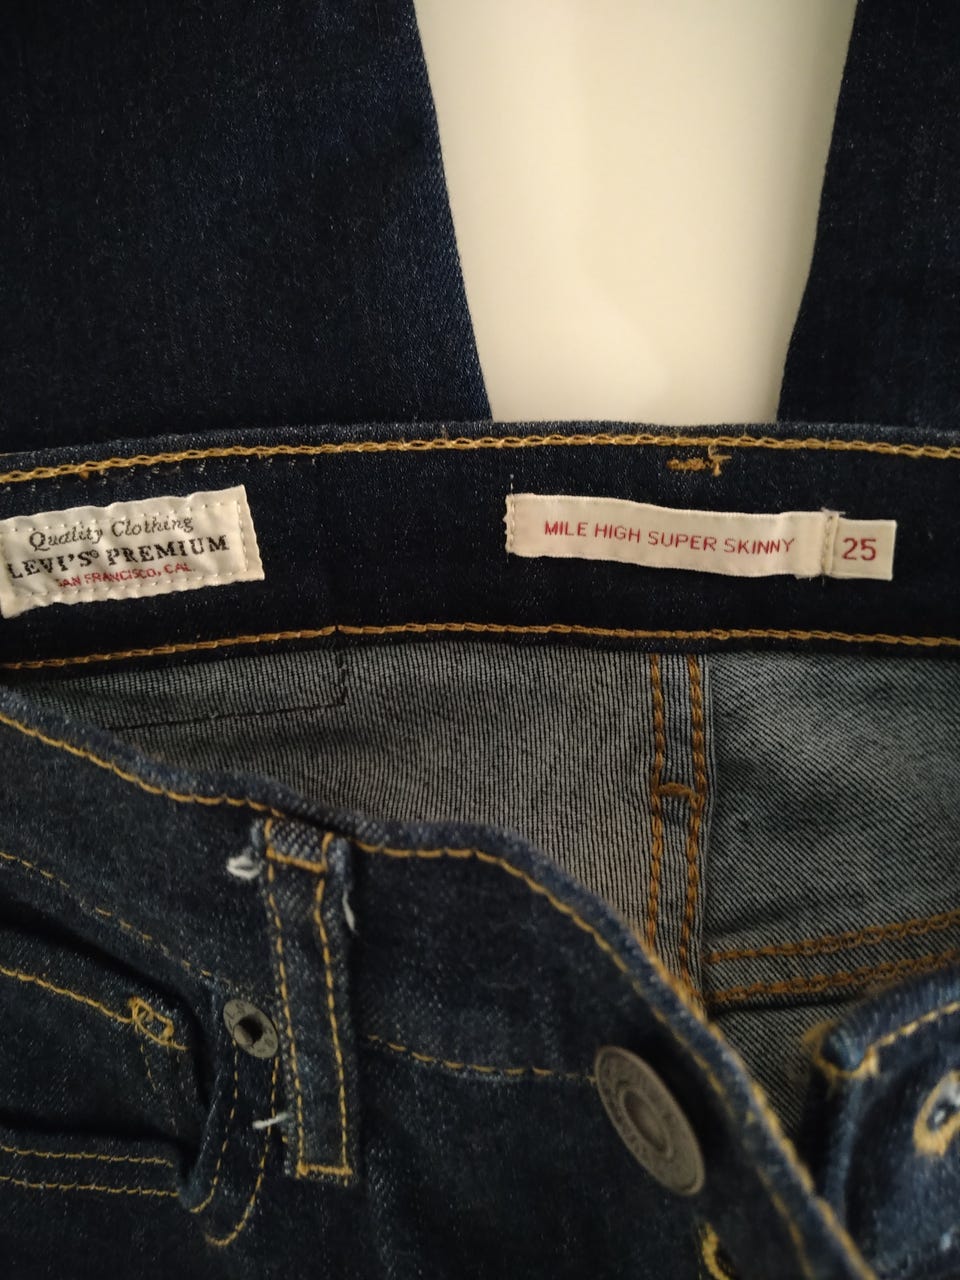 Quality Clothing
LEVI'S® PREMIUM
SAN FRANCISCO, CAL
MILE HIGH SUPER SKINNY
25